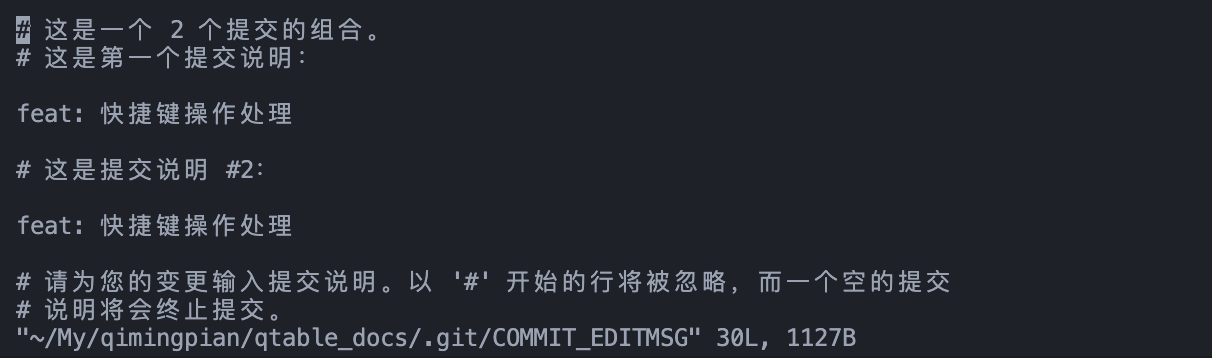 # 这是一个 2 个提交的组合。
# 这是第一个提交说明：
feat: 快捷键操作处理
# 这是提交说明 #2：
feat: 快捷键操作处理
# 请为您的变更输入提交说明。以 '#' 开始的行将被忽略，而一个空的提交
# 说明将会终止提交。
"~/My/qimingpian/qtable_docs/.git/COMMIT_EDITMSG" 30L, 1127B